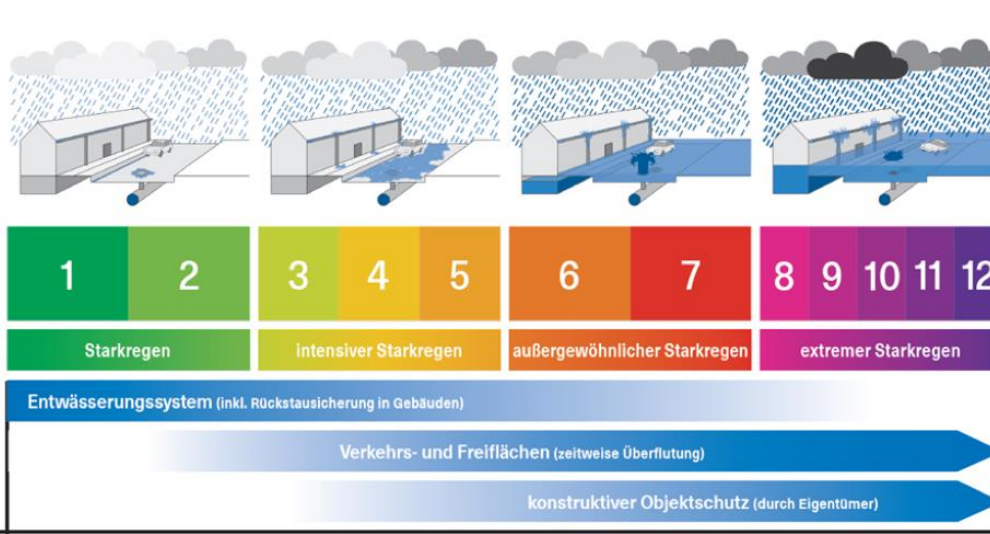 1 2 3 4 5 6 7 8 9 10 11 12
Starkregen intensiver Starkregen außergewöhnlicher Starkregen extremer Starkregen
Entwässerungssystem (inkl. Rückstausicherung in Gebäuden)
Verkehrs- und Freiflächen (zeitweise Überflutung)
konstruktiver Objektschutz (durch Eigentümer)